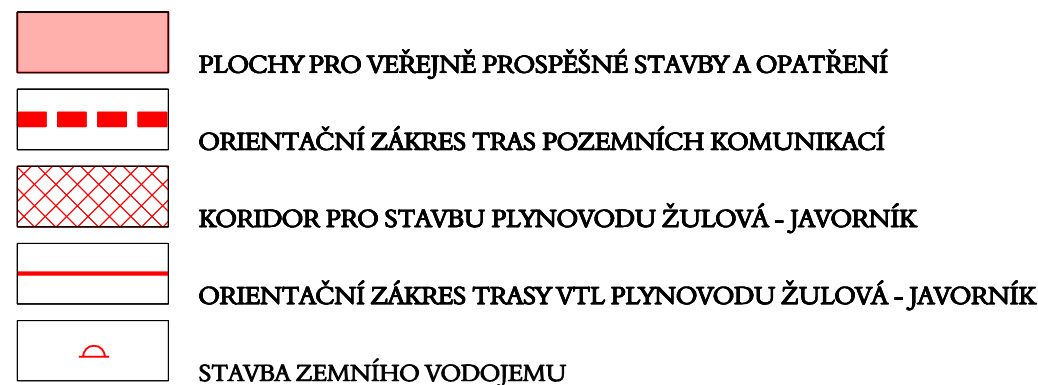 PLOCHY PRO VEŘEJNĚ PROSPĚŠNÉ STAVBY A OPATŘENÍ
ORIENTAČNÍ ZÁKRES TRAS POZEMNÍCH KOMUNIKACÍ
KORIDOR PRO STAVBU PLYNOVODU ŽULOVÁ - JAVORNÍK
ORIENTAČNÍ ZÁKRES TRASY VTL PLYNOVODU ŽULOVÁ - JAVORNÍK
STAVBA ZEMNÍHO VODOJEMU